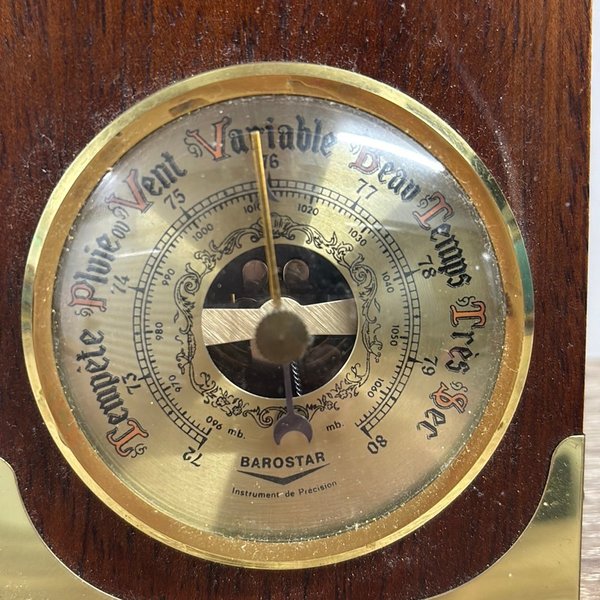 Tempête
Pluie ou Vent
Variable
Beau Temps
Très Sec
72
73
74
75
76
77
78
79
80
960
970
980
990
1000
1010
1020
1030
1040
1050
1060
mb.
mb.
BAROSTAR
Instrument de Précision